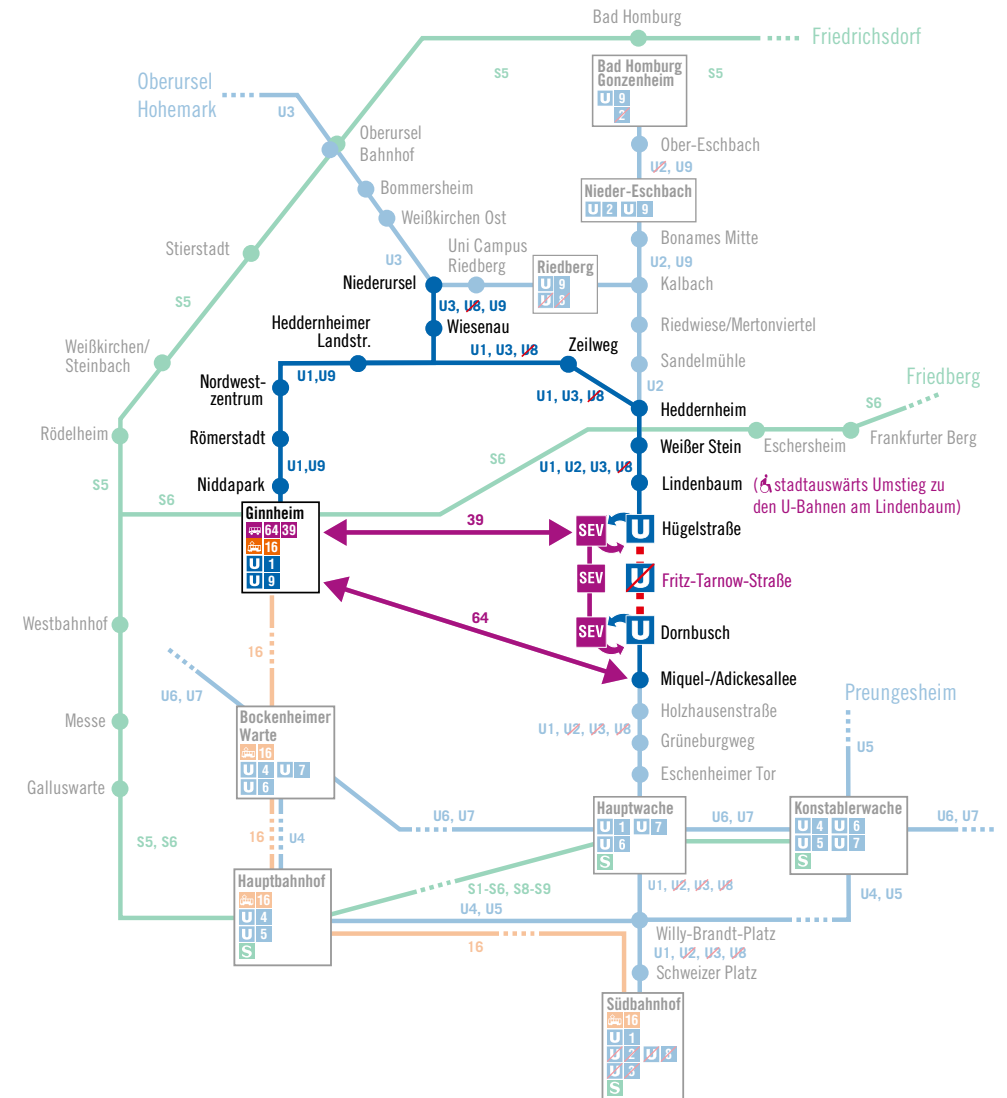 Bad Homburg
Friedrichsdorf
S5
S5
Bad Homburg
Gonzenheim
U 9
2
Oberursel
Hohemark
U3
Oberursel
Bahnhof
Ober-Eschbach
U2, U9
Bommersheim
Nieder-Eschbach
U 2 U 9
Weißkirchen Ost
Stierstadt
U3
Uni Campus
Riedberg
Bonames Mitte
U2, U9
Riedberg
U 9
U 8
Niederursel
Kalbach
S5
U3, U8, U9
Heddernheimer
Landstr.
Wiesenau
Riedwiese/Mertonviertel
Weißkirchen/
Steinbach
U1, U3, U8
Zeilweg
Sandelmühle
U1,U9
Friedberg
Nordwest-
zentrum
U1, U3, U8
U2
S6
Heddernheim
Rödelheim
Römerstadt
Weißer Stein
Eschersheim
Frankfurter Berg
S6
U1,U9
U1, U2, U3, U8
S5
Niddapark
Lindenbaum
(stadtauswärts Umstieg zu
den U-Bahnen am Lindenbaum)
S6
Ginnheim
64 39
16
U 1
U 9
39
SEV
U
Hügelstraße
SEV
U
Fritz-Tarnow-Straße
64
SEV
U
Dornbusch
Westbahnhof
16
Miquel-/Adickesallee
U6, U7
Preungesheim
Holzhausenstraße
Messe
Bockenheimer
Warte
16
U 4 U 7
U 6
U1, U2, U3, U8
Grüneburgweg
U5
Eschenheimer Tor
Galluswarte
Hauptwache
U 1 U 7
U 6
S
Konstablerwache
U 4 U 6
U 5 U 7
S
U6, U7
U6, U7
U6, U7
S5, S6
16
U4
Hauptbahnhof
16
U 4
U 5
S
S1-S6, S8-S9
U1, U2, U3, U8
U4, U5
U4, U5
Willy-Brandt-Platz
16
U1, U2, U3, U8
Schweizer Platz
Südbahnhof
16
U 1
U 2 U 8
U 3
S